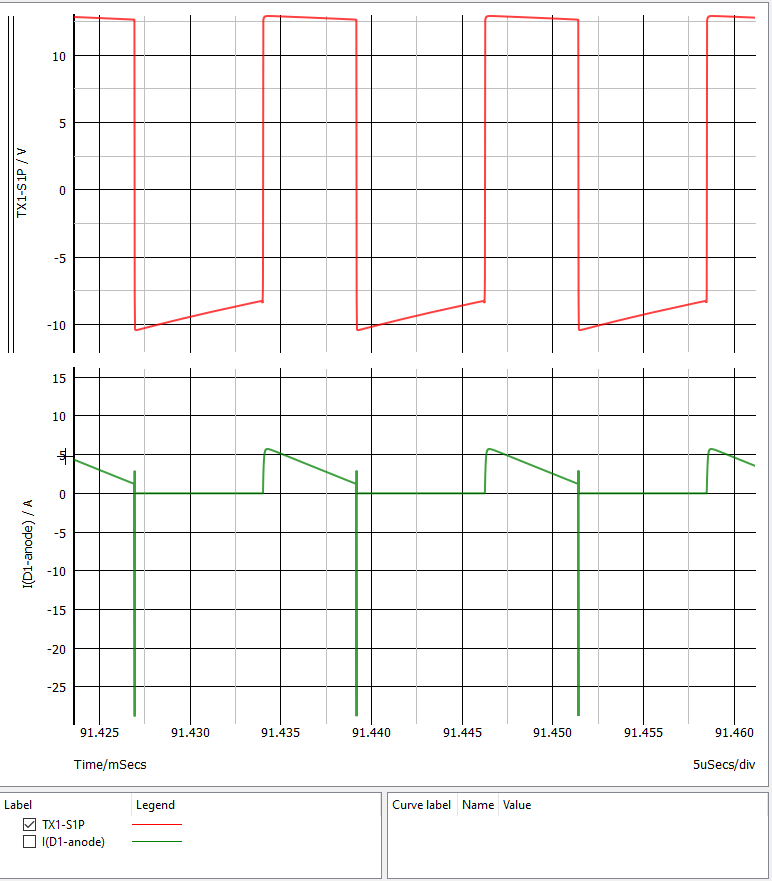 TX1-S1P / V
10
5
0
-5
-10
I(D1-anode) / A
15
10
5
0
-5
-10
-15
-20
-25
91.425 91.430 91.435 91.440 91.445 91.450 91.455 91.460
Time/mSecs 5uSecs/div
Label Legend
TX1-S1P
I(D1-anode)
Curve label Name Value